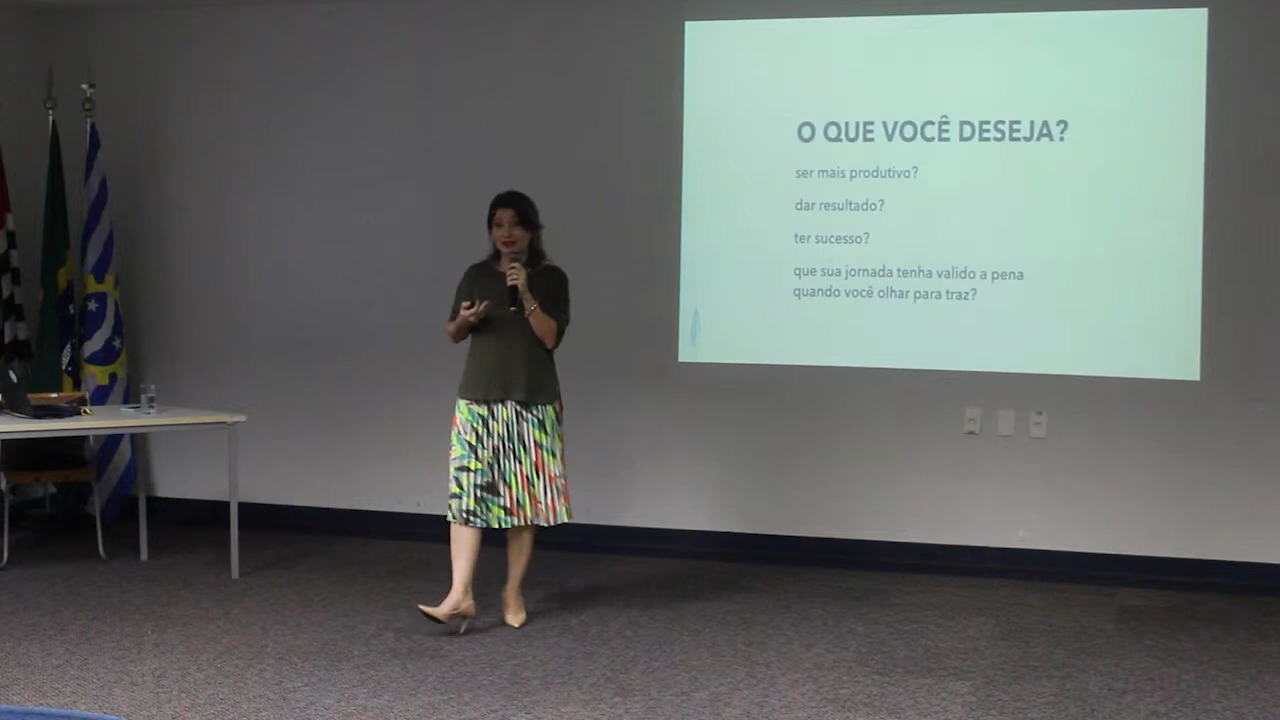 O QUE VOCÊ DESEJA?
ser mais produtivo?
dar resultado?
ter sucesso?
que sua jornada tenha valido a pena
quando você olhar para traz?